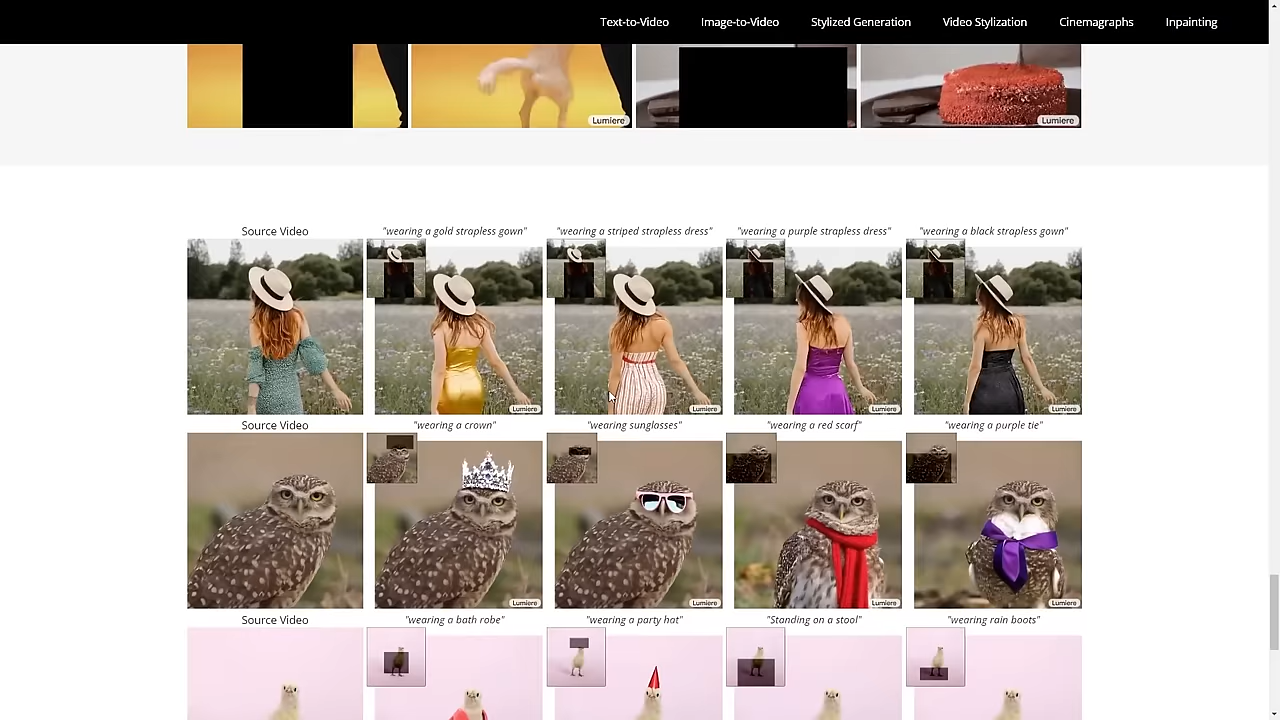 Text-to-Video Image-to-Video Stylized Generation Video Stylization Cinemagraphs Inpainting
Lumiere Lumiere
Source Video "wearing a gold strapless gown" "wearing a striped strapless dress" "wearing a purple strapless dress" "wearing a black strapless gown"
Lumiere Lumiere Lumiere Lumiere
Source Video "wearing a crown" "wearing sunglasses" "wearing a red scarf" "wearing a purple tie"
Lumiere Lumiere Lumiere Lumiere
Source Video "wearing a bath robe" "wearing a party hat" "Standing on a stool" "wearing rain boots"